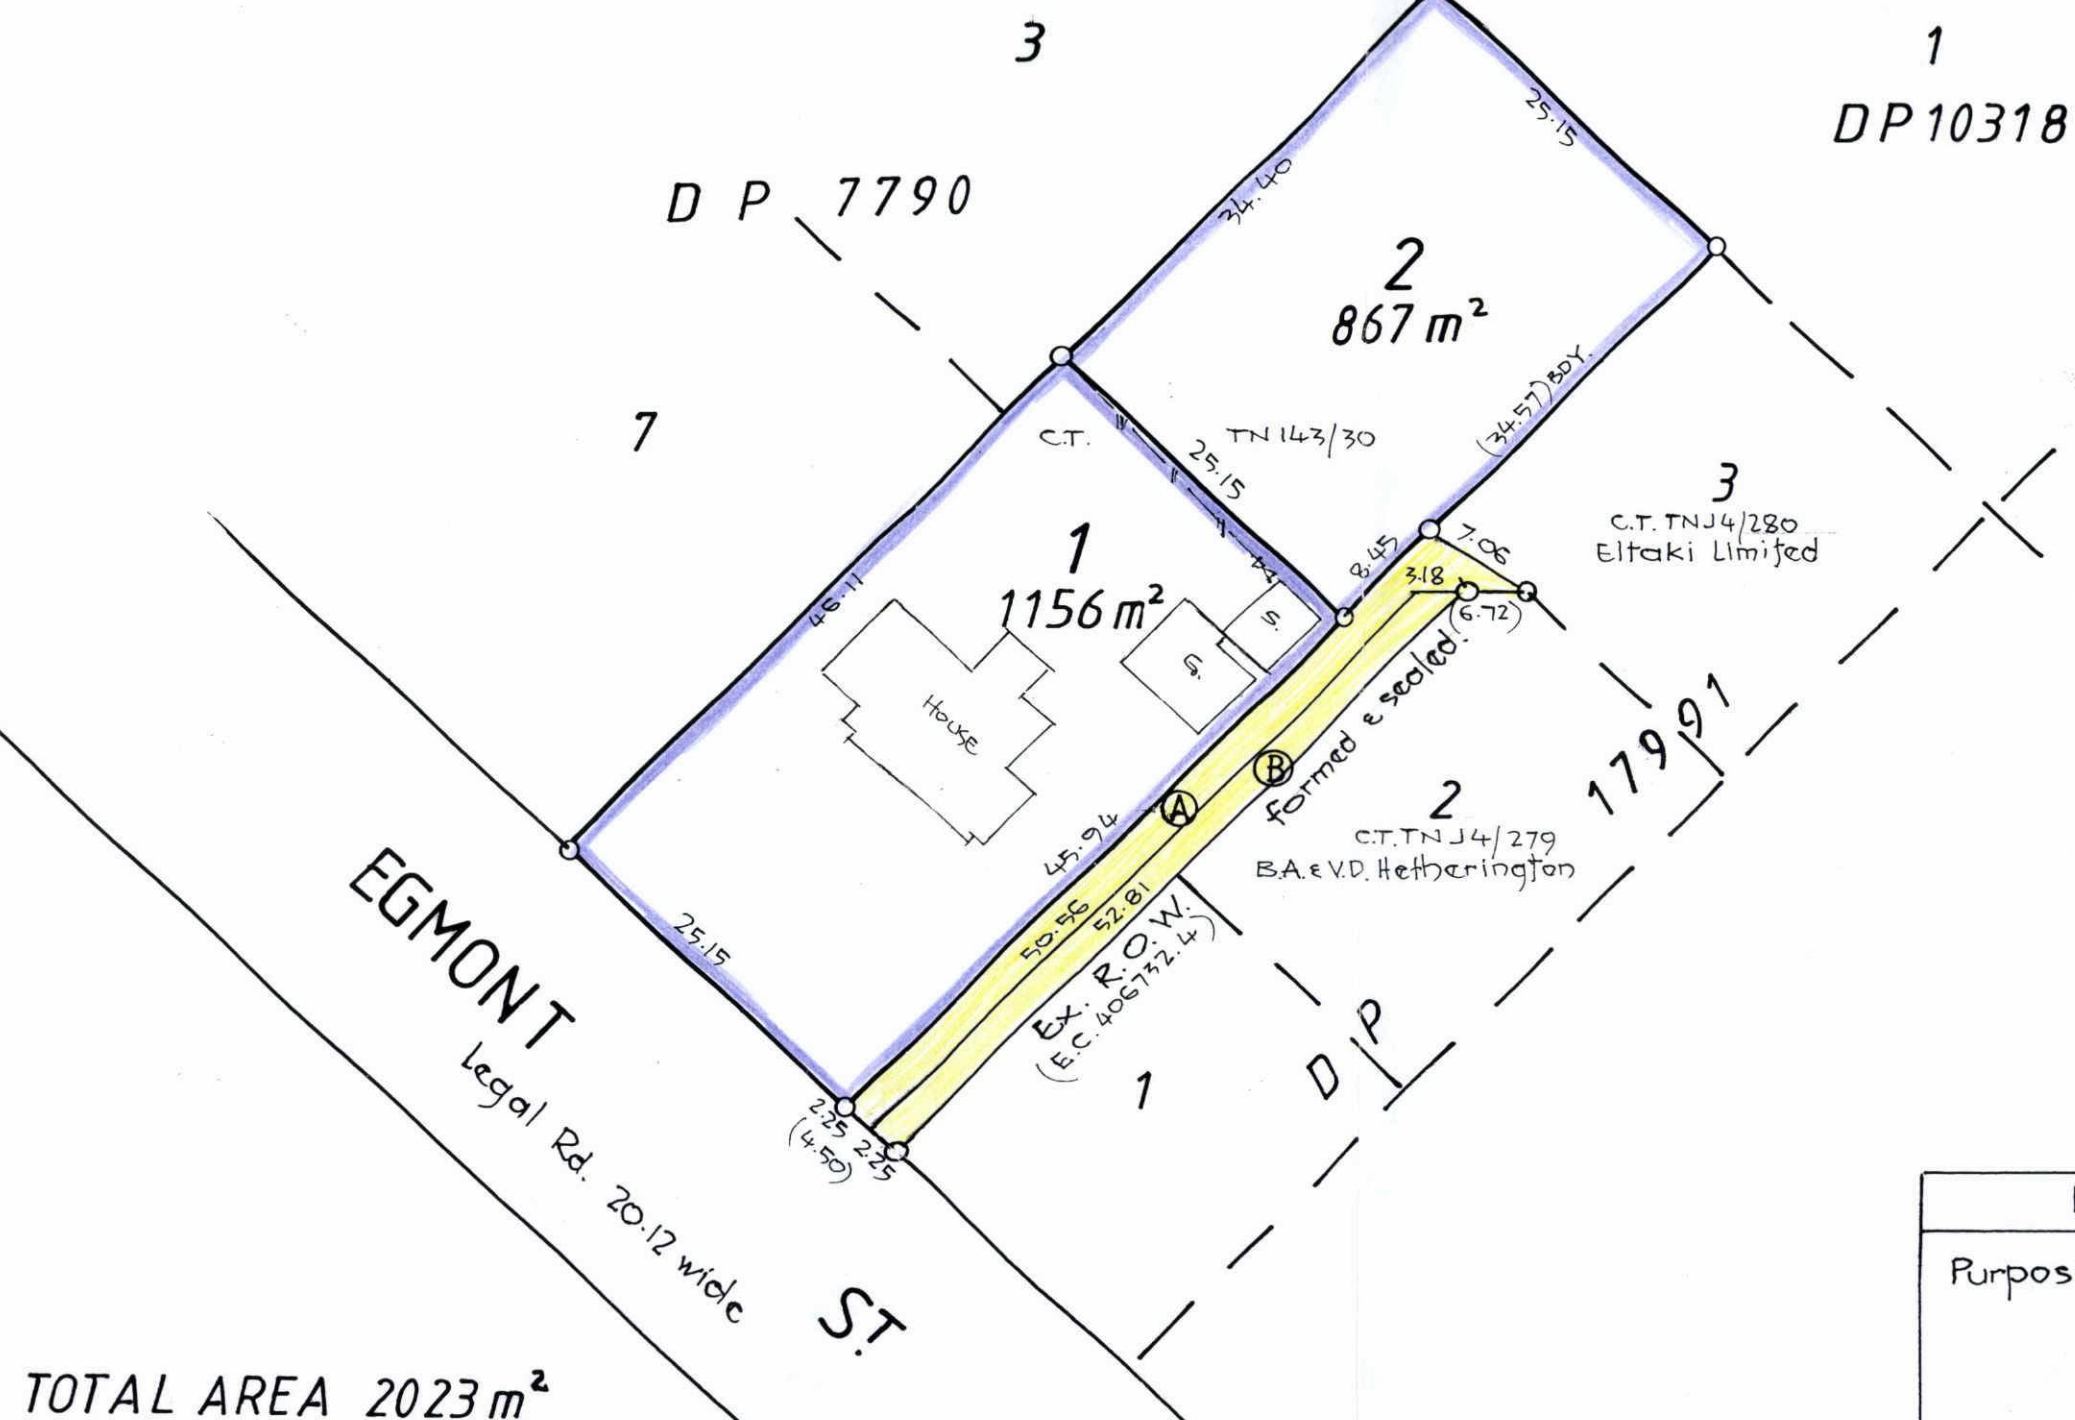 3
1
DP10318
25.15
34.40
D P 7790
2
867 m²
(34.57) BDY.
7
C.T. TN 143/30
25.15
3
C.T. TNJ4/280
Eltaki Limited
1
1156 m²
8.45
7.06
3.18
(6.72)
46.11
S.
G.
House
formed & sealed.
B
A
2
C.T. TNJ4/279
B.A. & V.D. Hetherington
DP 17991
45.94
50.56
52.81
Ex. R.O.W.
(E.C. 406732.4)
25.15
1
2.25
2.25
(4.50)
EGMONT ST.
Legal Rd. 20.12 wide
Purpos
TOTAL AREA 2023 m²